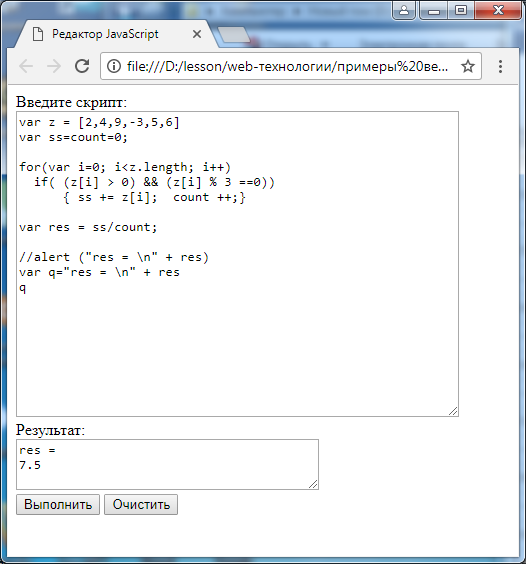 Редактор JavaScript
file:///D:/lesson/web-технологии/примеры%20ве...
Введите скрипт:
var z = [2,4,9,-3,5,6]
var ss=count=0;
for(var i=0; i<z.length; i++)
if( (z[i] > 0) && (z[i] % 3 ==0))
{ ss += z[i];  count ++;}
var res = ss/count;
//alert ("res = \n" + res)
var q="res = \n" + res
q
Результат:
res =
7.5
Выполнить Очистить